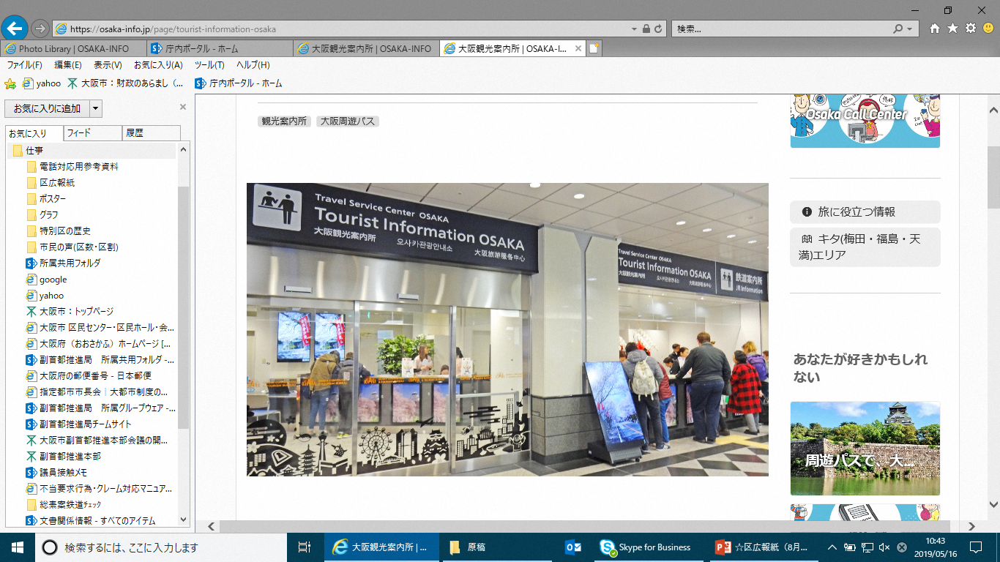 https://osaka-info.jp/page/tourist-information-osaka
検索...
Photo Library | OSAKA-INFO
庁内ポータル - ホーム
大阪観光案内所 | OSAKA-INFO
大阪観光案内所 | OSAKA-I...
ファイル(F) 編集(E) 表示(V) お気に入り(A) ツール(T) ヘルプ(H)
yahoo 大阪市：財政のあらまし（... 庁内ポータル - ホーム
お気に入りに追加
お気に入り フィード 履歴
仕事
電話対応用参考資料
区広報紙
ポスター
グラフ
特別区の歴史
市民の声(区数・区割)
所属共用フォルダ
google
yahoo
大阪市：トップページ
大阪市 区民センター・区民ホール・会...
大阪府（おおさかふ）ホームページ [...
副首都推進局　所属共用フォルダ -...
大阪府の郵便番号 - 日本郵便
指定都市市長会｜大都市制度の...
副首都推進局　所属グループウェア -...
副首都推進局チームサイト
大阪市副首都推進本部会議の開...
副首都推進本部
議員接触メモ
不当要求行為・クレーム対応マニュア...
総素案鉄道ﾁｪｯｸ
文書関係情報 - すべてのアイテム
観光案内所 大阪周遊パス
Travel Service Center OSAKA
Tourist Information OSAKA
大阪観光案内所 오사카관광안내소 大阪旅游服务中心
Travel Service Center OSAKA
Tourist Information OSAKA
大阪観光案内所 오사카관광안내소 大阪旅游服务中心
鉄道案内所
JR Information
Osaka Call Center
旅に役立つ情報
キタ(梅田・福島・天
満)エリア
あなたが好きかもしれ
ない
周遊パスで、大...
検索するには、ここに入力します
大阪観光案内所 | ...
原稿
Skype for Business
☆区広報紙（8月...
10:43
2019/05/16